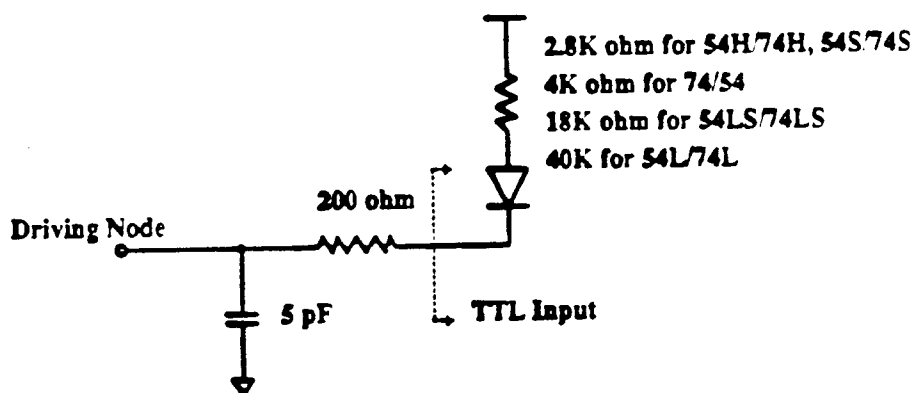 2.8K ohm for 54H/74H, 54S/74S
4K ohm for 74/54
18K ohm for 54LS/74LS
40K for 54L/74L
200 ohm
Driving Node
5 pF
TTL Input